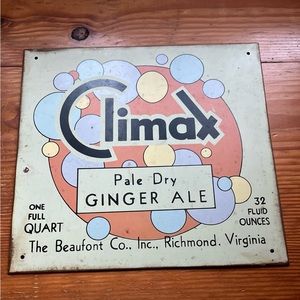 Climax
Pale Dry
GINGER ALE
ONE
FULL
QUART
32
FLUID
OUNCES
The Beaufont Co., Inc., Richmond, Virginia